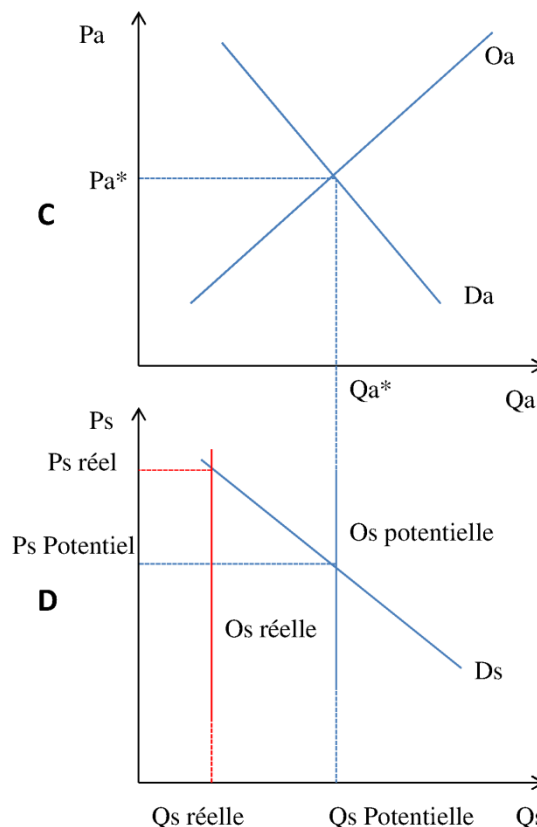 Pa
Oa
Pa*
C
Da
Qa*
Qa
Ps
Ps réel
Os potentielle
Ps Potentiel
D
Os réelle
Ds
Qs réelle
Qs Potentielle
Qs